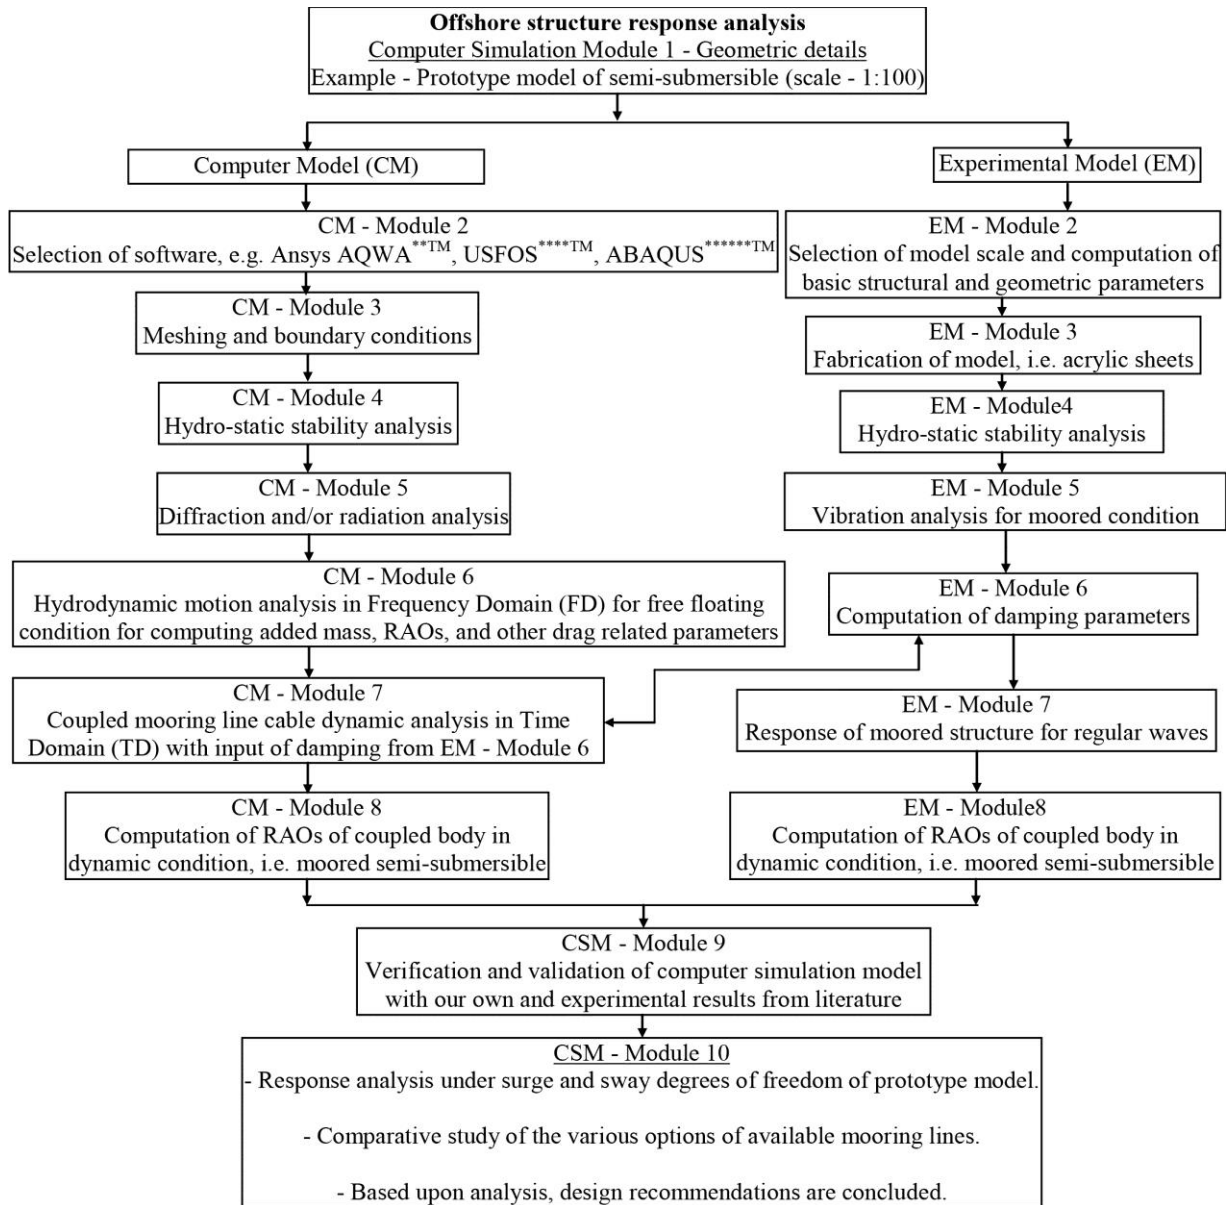 Offshore structure response analysis
Computer Simulation Module 1 - Geometric details
Example - Prototype model of semi-submersible (scale - 1:100)
Computer Model (CM)
Experimental Model (EM)
CM - Module 2
Selection of software, e.g. Ansys AQWA**TM, USFOS****TM, ABAQUS******TM
CM - Module 3
Meshing and boundary conditions
CM - Module 4
Hydro-static stability analysis
CM - Module 5
Diffraction and/or radiation analysis
CM - Module 6
Hydrodynamic motion analysis in Frequency Domain (FD) for free floating
condition for computing added mass, RAOs, and other drag related parameters
CM - Module 7
Coupled mooring line cable dynamic analysis in Time
Domain (TD) with input of damping from EM - Module 6
CM - Module 8
Computation of RAOs of coupled body in
dynamic condition, i.e. moored semi-submersible
EM - Module 2
Selection of model scale and computation of
basic structural and geometric parameters
EM - Module 3
Fabrication of model, i.e. acrylic sheets
EM - Module4
Hydro-static stability analysis
EM - Module 5
Vibration analysis for moored condition
EM - Module 6
Computation of damping parameters
EM - Module 7
Response of moored structure for regular waves
EM - Module8
Computation of RAOs of coupled body in
dynamic condition, i.e. moored semi-submersible
CSM - Module 9
Verification and validation of computer simulation model
with our own and experimental results from literature
CSM - Module 10
- Response analysis under surge and sway degrees of freedom of prototype model.
- Comparative study of the various options of available mooring lines.
- Based upon analysis, design recommendations are concluded.